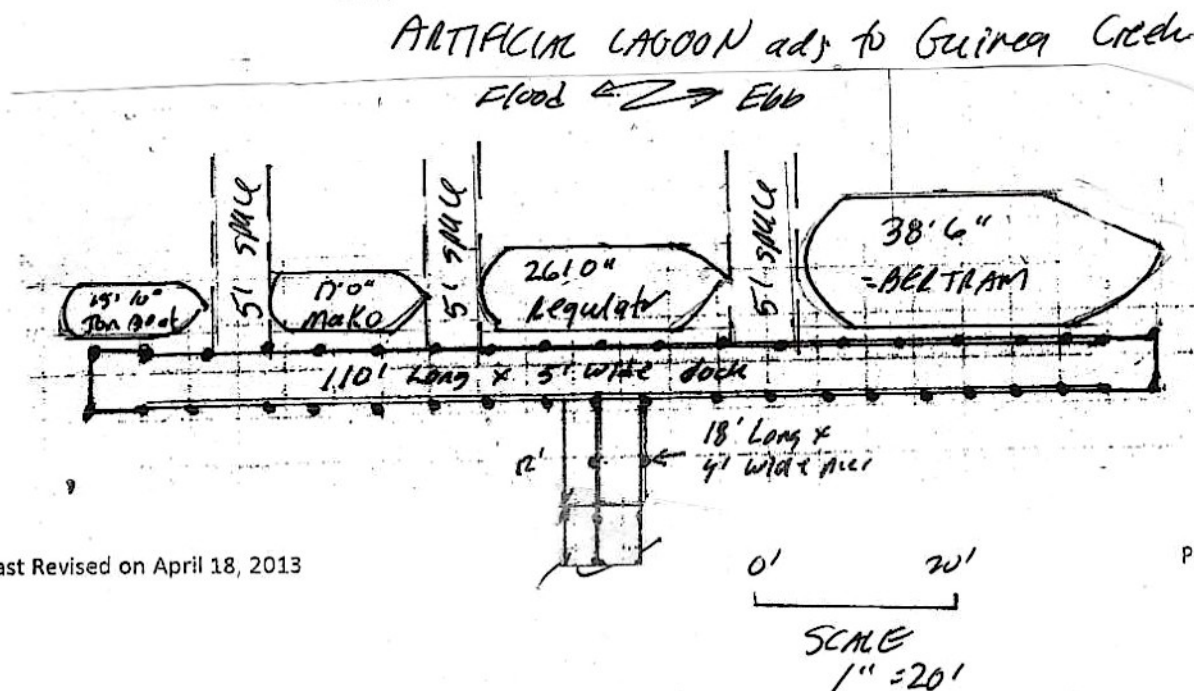 ARTIFICIAL LAGOON adj to Guinea Creek
Flood Ebb
5' SPACE
5' SPACE
5' SPACE
15' 10"
Jon Boat
17'0"
MAKO
26'0"
Regulator
38'6"
BERTRAM
110' Long x 5' wide dock
12'
18' Long x
4' wide pier
ast Revised on April 18, 2013
P
0' 20'
SCALE
1" = 20'